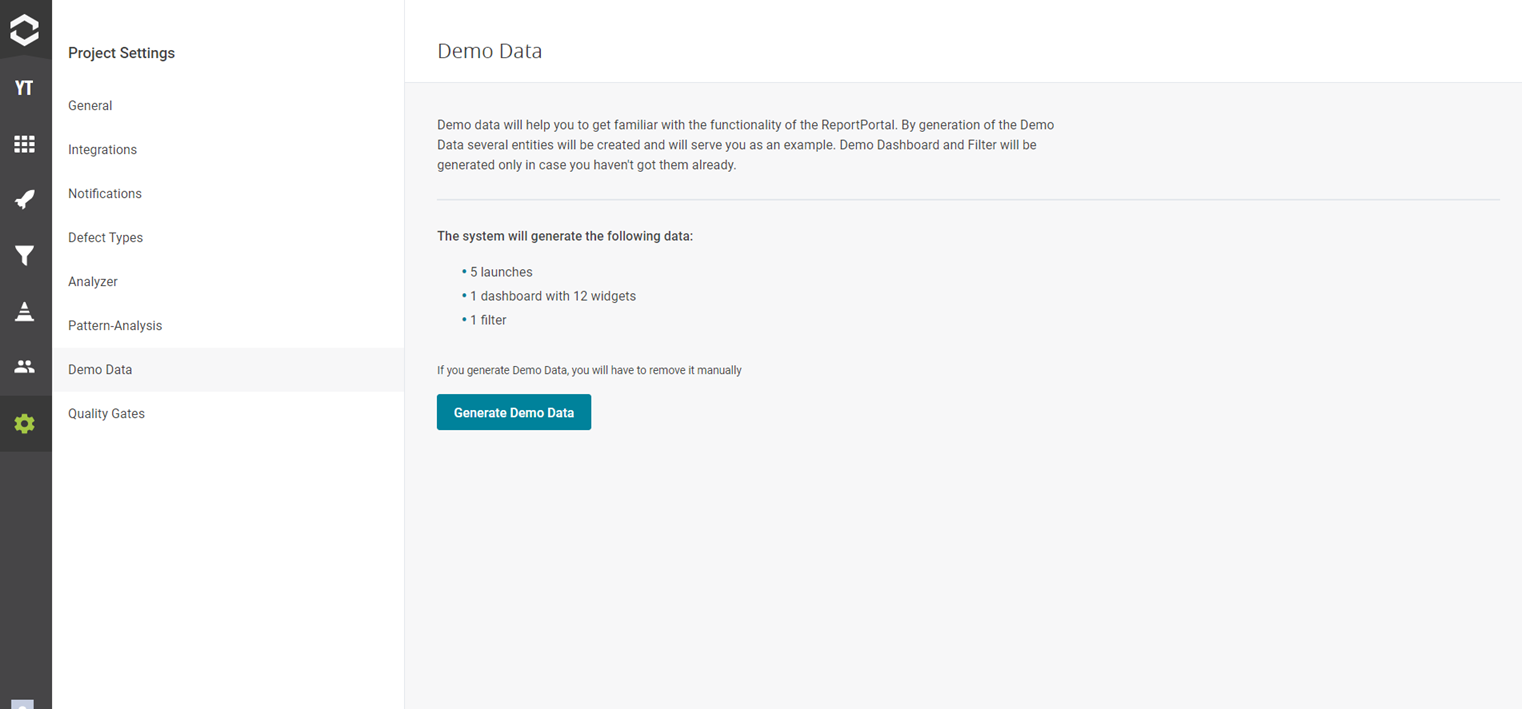 YT
Project Settings
General
Integrations
Notifications
Defect Types
Analyzer
Pattern-Analysis
Demo Data
Quality Gates
Demo Data
Demo data will help you to get familiar with the functionality of the ReportPortal. By generation of the Demo
Data several entities will be created and will serve you as an example. Demo Dashboard and Filter will be
generated only in case you haven't got them already.
The system will generate the following data:
• 5 launches
• 1 dashboard with 12 widgets
• 1 filter
If you generate Demo Data, you will have to remove it manually
Generate Demo Data